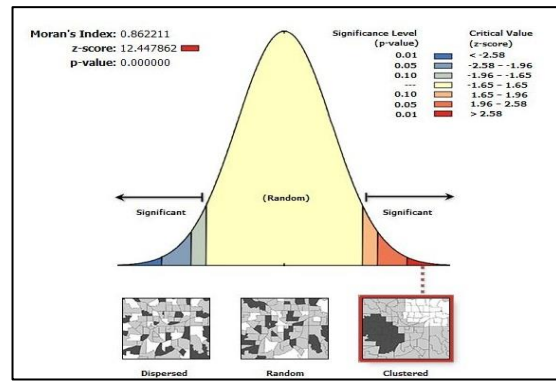 Moran's Index: 0.862211
z-score: 12.447862
p-value: 0.000000
Significance Level (p-value)
Critical Value (z-score)
0.01 < -2.58
0.05 -2.58 – -1.96
0.10 -1.96 – -1.65
--- -1.65 – 1.65
0.10 1.65 – 1.96
0.05 1.96 – 2.58
0.01 > 2.58
Significant
(Random)
Significant
Dispersed
Random
Clustered